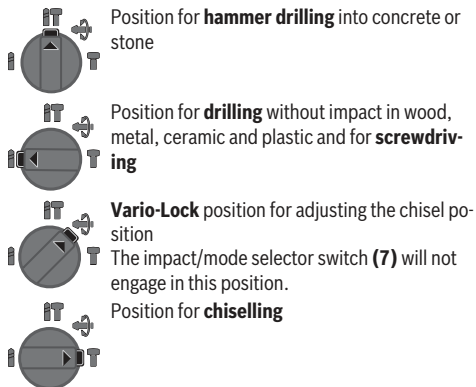 Position for hammer drilling into concrete or
stone
Position for drilling without impact in wood,
metal, ceramic and plastic and for screwdriv-
ing
Vario-Lock position for adjusting the chisel po-
sition
The impact/mode selector switch (7) will not
engage in this position.
Position for chiselling